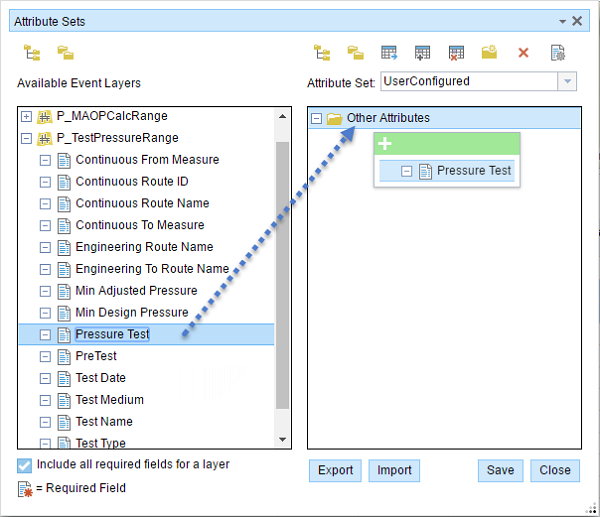 Attribute Sets
Available Event Layers
Attribute Set: UserConfigured
P_MAOPCalcRange
P_TestPressureRange
Continuous From Measure
Continuous Route ID
Continuous Route Name
Continuous To Measure
Engineering Route Name
Engineering To Route Name
Min Adjusted Pressure
Min Design Pressure
Pressure Test
PreTest
Test Date
Test Medium
Test Name
Test Type
Other Attributes
Pressure Test
Include all required fields for a layer
= Required Field
Export Import Save Close